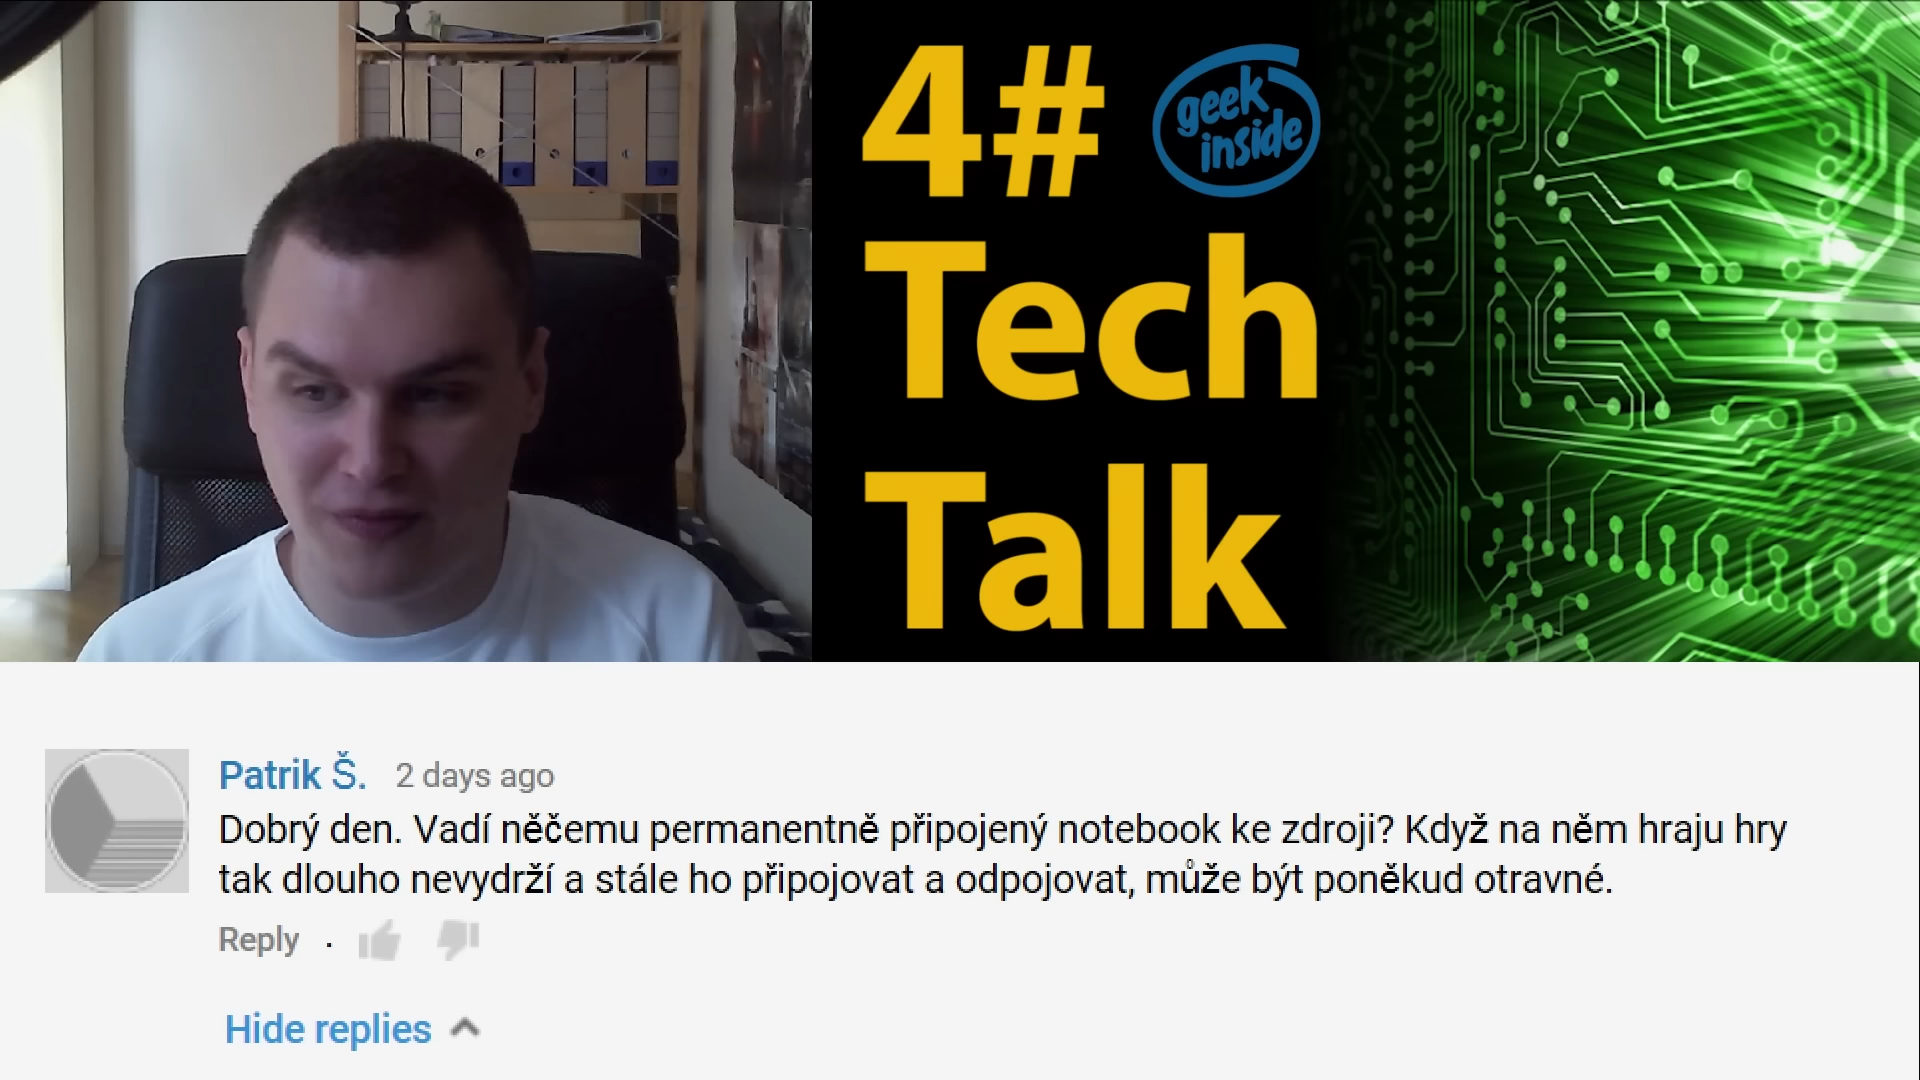 4#
geek
inside
Tech
Talk
Patrik Š. 2 days ago
Dobrý den. Vadí něčemu permanentně připojený notebook ke zdroji? Když na něm hraju hry
tak dlouho nevydrží a stále ho připojovat a odpojovat, může být poněkud otravné.
Reply .
Hide replies